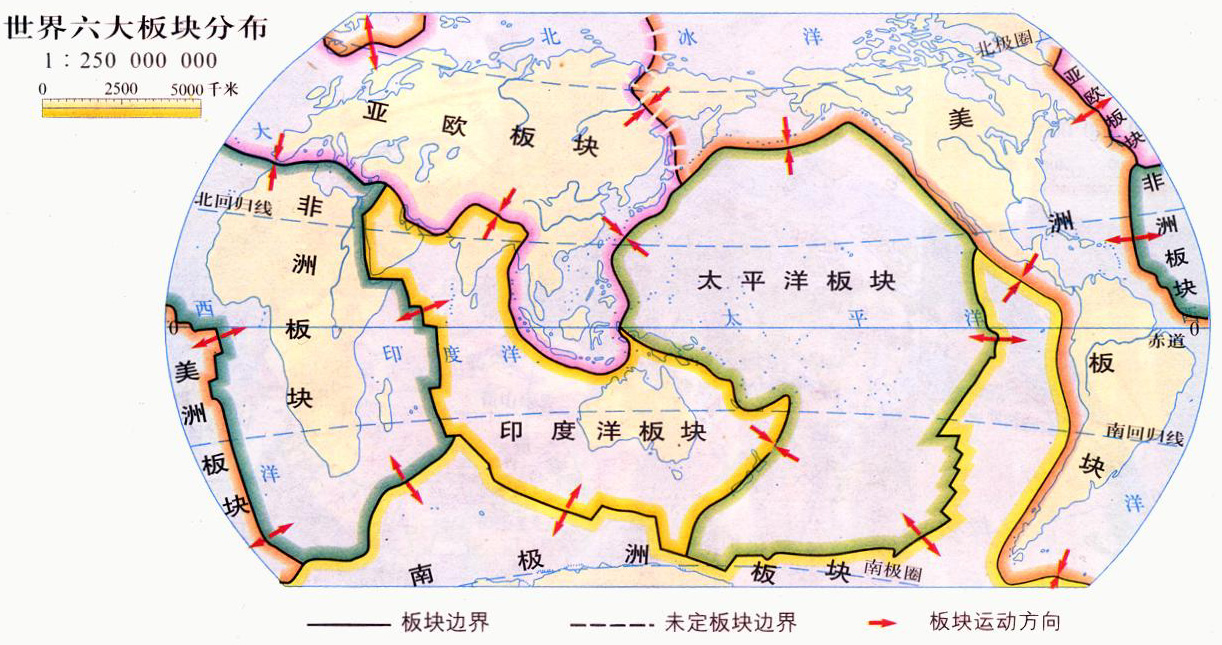 世界六大板块分布
1：250 000 000
0 2500 5000千米
北冰洋
北极圈
亚欧板块
亚欧板块
美洲板块
大西洋
北回归线
非洲板块
非洲板块
太平洋板块
太平洋
0
0
赤道
印度洋
美洲板块
印度洋板块
南回归线
洋
南极洲板块
南极圈
板块边界
未定板块边界
板块运动方向